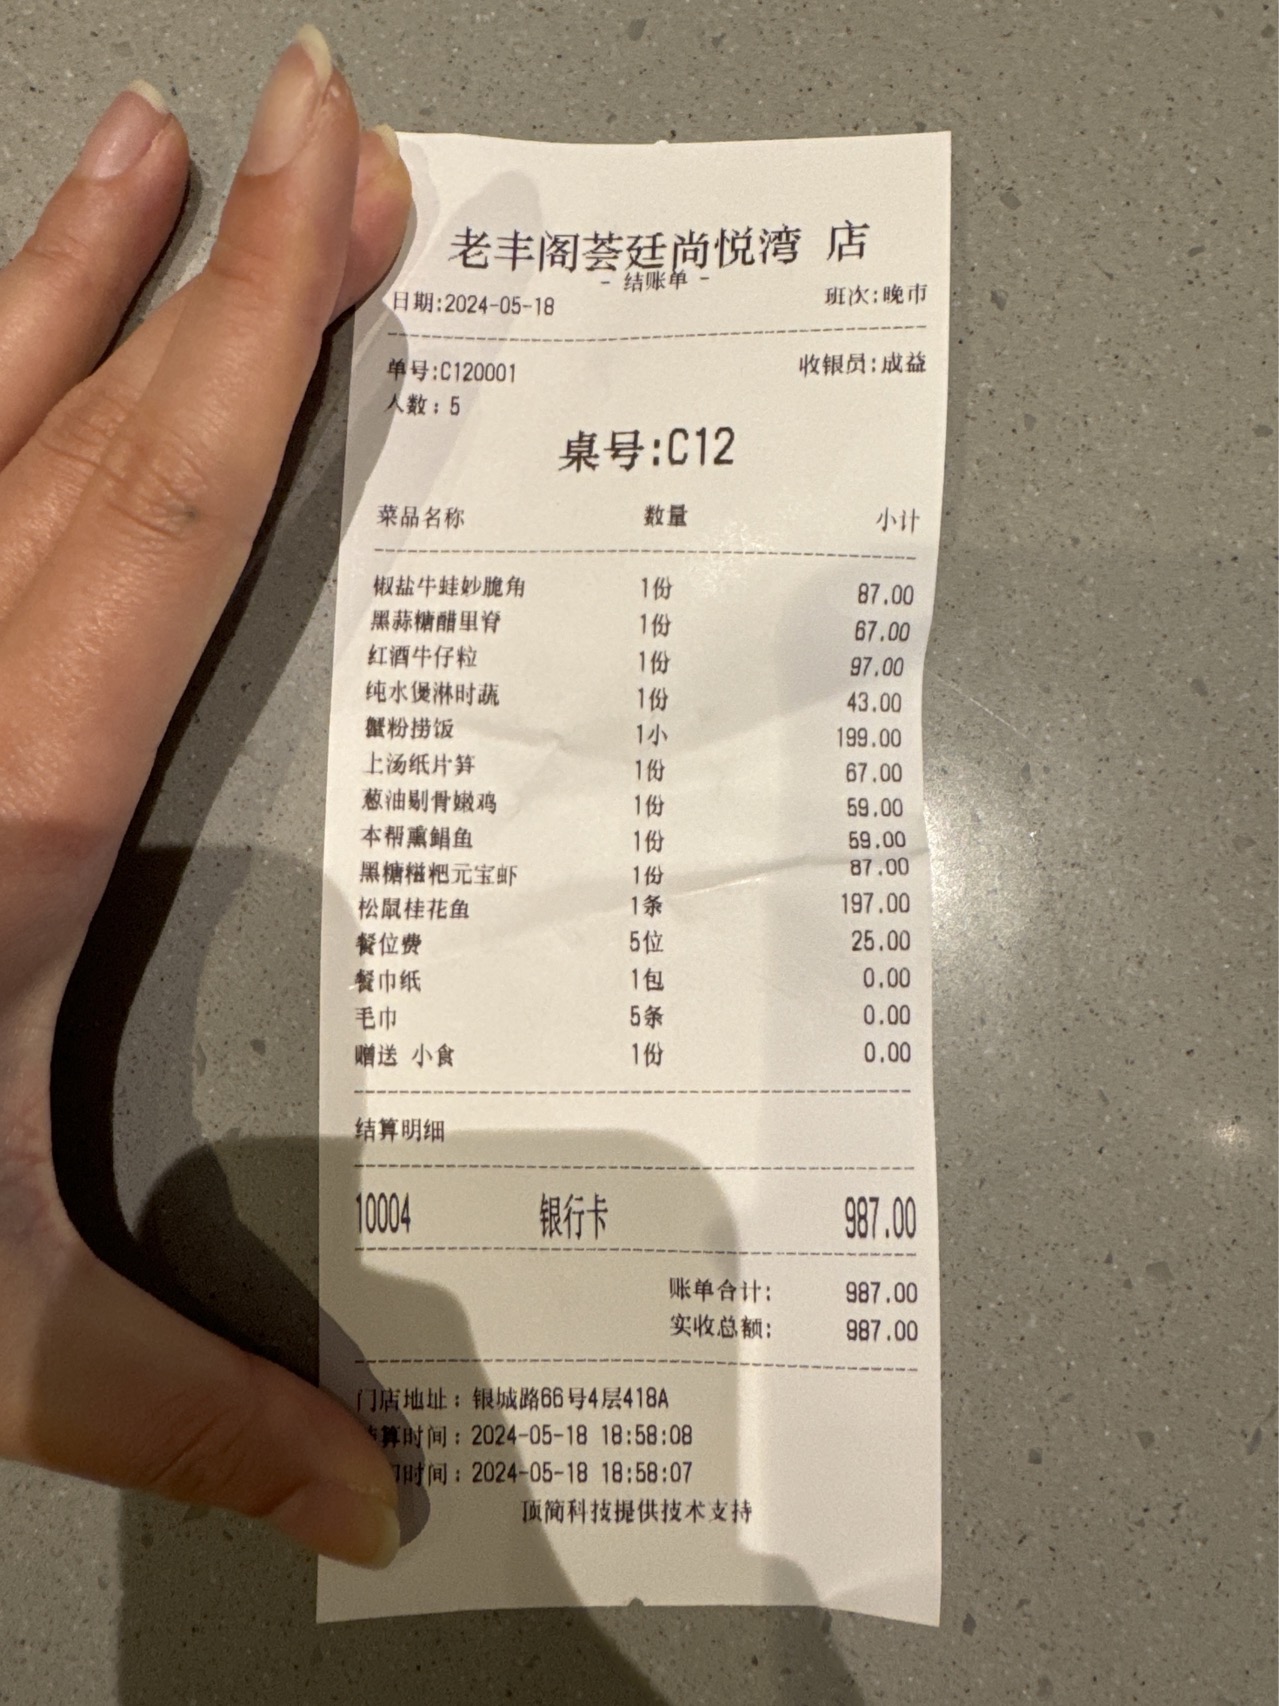 老丰阁荟廷尚悦湾 店
- 结账单 -
日期:2024-05-18 班次:晚市
单号:C120001 收银员:成益
人数：5
桌号:C12
菜品名称 数量 小计
椒盐牛蛙妙脆角 1份 87.00
黑蒜糖醋里脊 1份 67.00
红酒牛仔粒 1份 97.00
纯水煲淋时蔬 1份 43.00
蟹粉捞饭 1小 199.00
上汤纸片笋 1份 67.00
葱油剔骨嫩鸡 1份 59.00
本帮熏鲳鱼 1份 59.00
黑糖糍粑元宝虾 1份 87.00
松鼠桂花鱼 1条 197.00
餐位费 5位 25.00
餐巾纸 1包 0.00
毛巾 5条 0.00
赠送 小食 1份 0.00
结算明细
10004 银行卡 987.00
账单合计: 987.00
实收总额: 987.00
门店地址：银城路66号4层418A
结算时间：2024-05-18 18:58:08
时间：2024-05-18 18:58:07
顶简科技提供技术支持